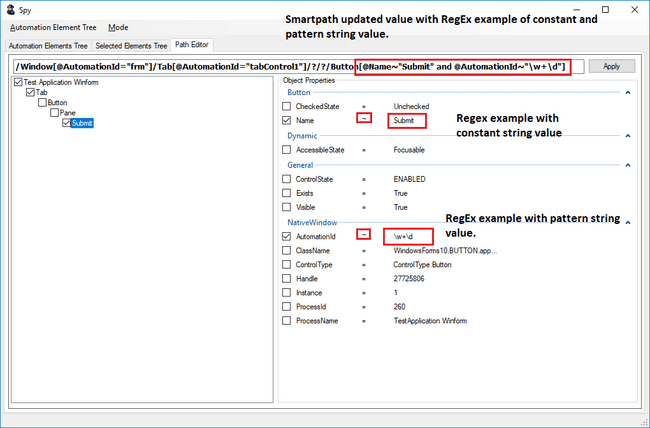 Spy
Smartpath updated value with RegEx example of constant and
pattern string value.
Automation Element Tree Mode
Automation Elements Tree Selected Elements Tree Path Editor
/Window[@AutomationId="frm"]/Tab[@AutomationId="tabControl1"]/?/?/Button[@Name~"Submit" and @AutomationId~"\w+\d"] Apply
Test Application Winform
Tab
Button
Pane
Submit
Object Properties
Button
CheckedState = Unchecked
Name ~ Submit
Regex example with
constant string value
Dynamic
AccessibleState = Focusable
General
ControlState = ENABLED
Exists = True
Visible = True
NativeWindow
RegEx example with pattern string
value.
AutomationId ~ \w+\d
ClassName = WindowsForms10.BUTTON.app...
ControlType = ControlType.Button
Handle = 27725806
Instance = 1
ProcessId = 260
ProcessName = TestApplication Winform